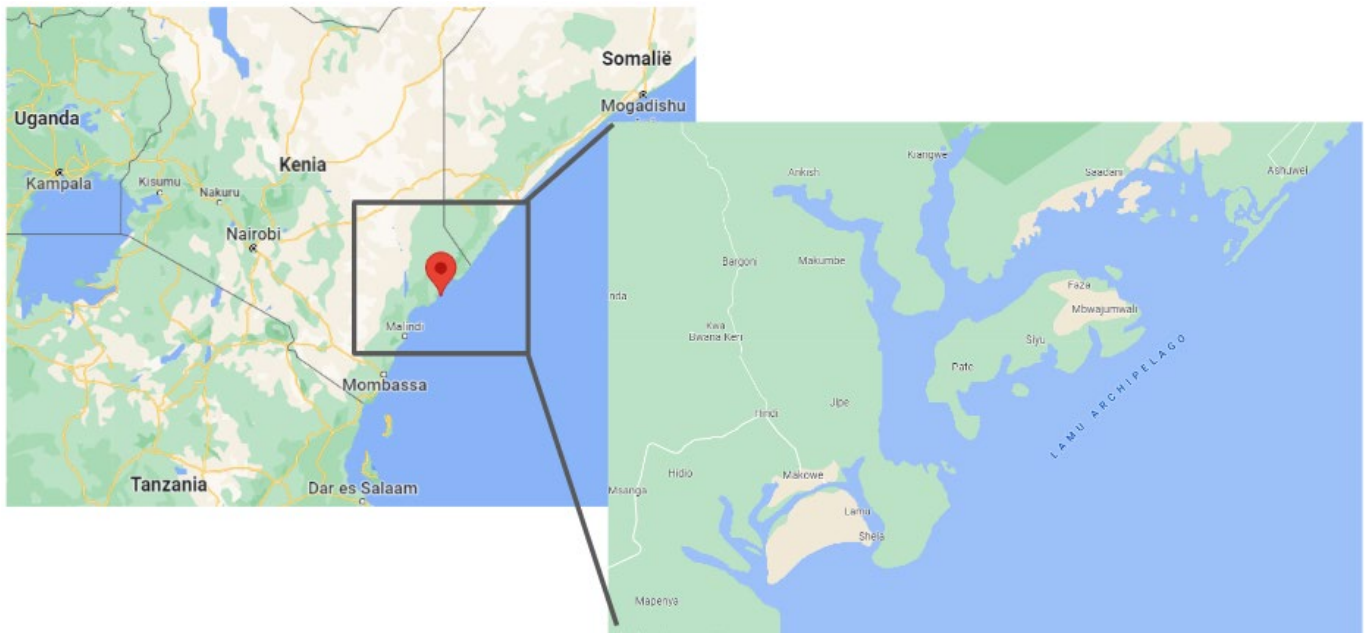 Somalië
Mogadishu
Uganda
Kenia
Kampala
Kisumu
Nakuru
Nairobi
Malindi
Mombassa
Tanzania
Dar es Salaam
Kiangwe
Ankish
Saadani
Ashuwei
Bargoni
Makumbe
Faza
Mbwajumwali
nda
Kwa
Bwana Keri
Siyu
Pate
LAMU ARCHIPELAGO
Jipe
Hindi
Hidio
Makowe
Msanga
Lamu
Shela
Mapenya